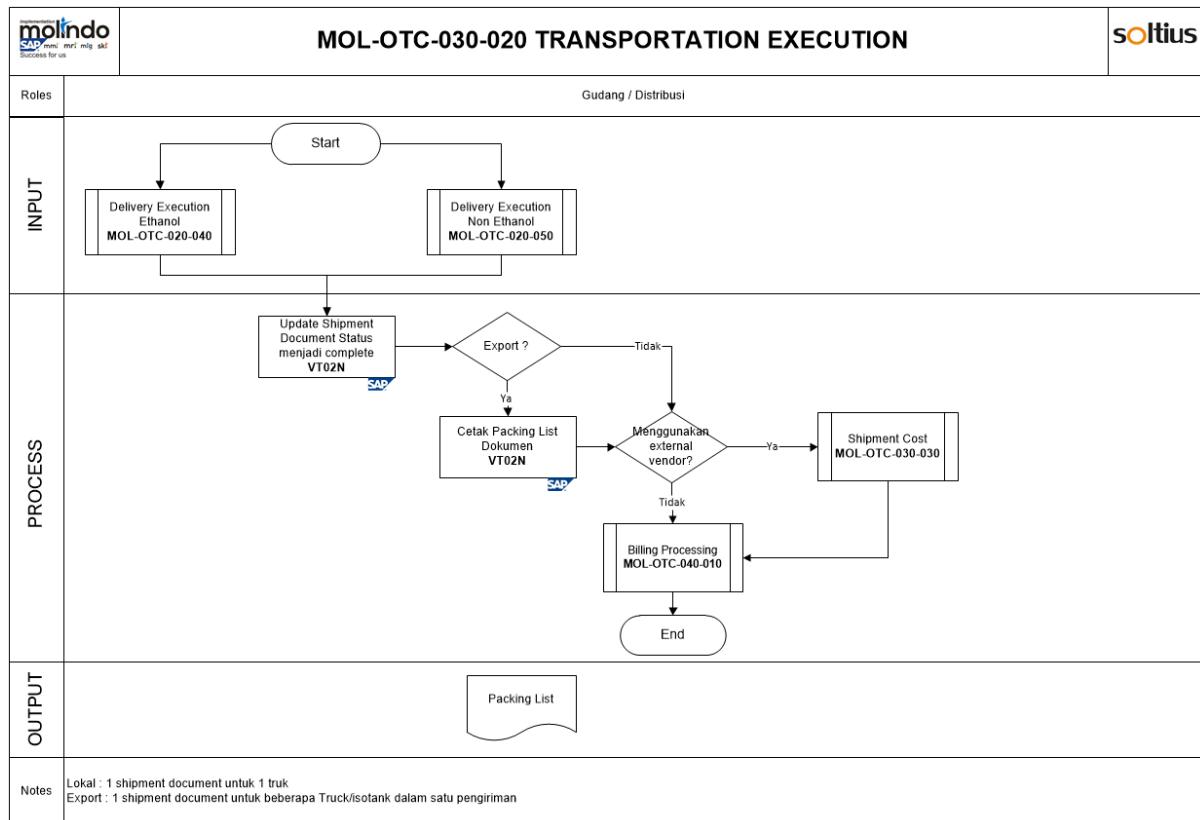 implementation
molindo
SAP mmi mri mlg ski
Success for us
MOL-OTC-030-020 TRANSPORTATION EXECUTION
soltius
Roles
Gudang / Distribusi
INPUT
Start
Delivery Execution
Ethanol
MOL-OTC-020-040
Delivery Execution
Non Ethanol
MOL-OTC-020-050
PROCESS
Update Shipment
Document Status
menjadi complete
VT02N
SAP
Export ?
Tidak
Ya
Cetak Packing List
Dokumen
VT02N
SAP
Menggunakan
external
vendor?
Ya
Shipment Cost
MOL-OTC-030-030
Tidak
Billing Processing
MOL-OTC-040-010
End
OUTPUT
Packing List
Notes
Lokal : 1 shipment document untuk 1 truk
Export : 1 shipment document untuk beberapa Truck/isotank dalam satu pengiriman